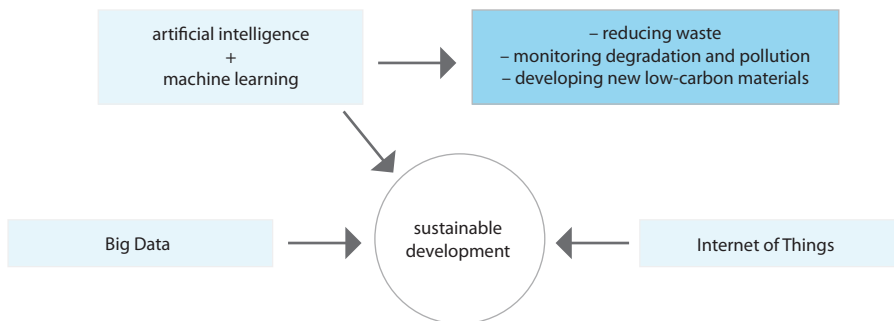 artificial intelligence
+
machine learning
– reducing waste
– monitoring degradation and pollution
– developing new low-carbon materials
Big Data
sustainable
development
Internet of Things